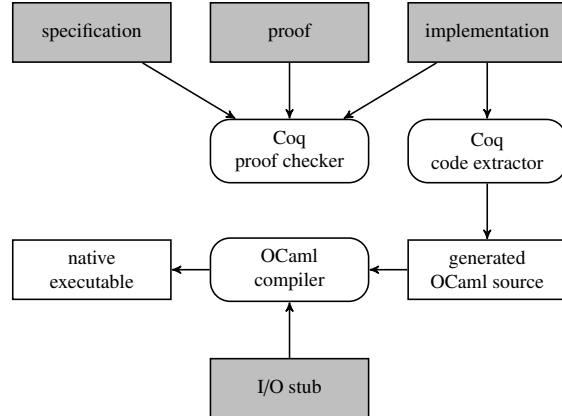 specification
proof
implementation
Coq
proof checker
Coq
code extractor
native
executable
OCaml
compiler
generated
OCaml source
I/O stub